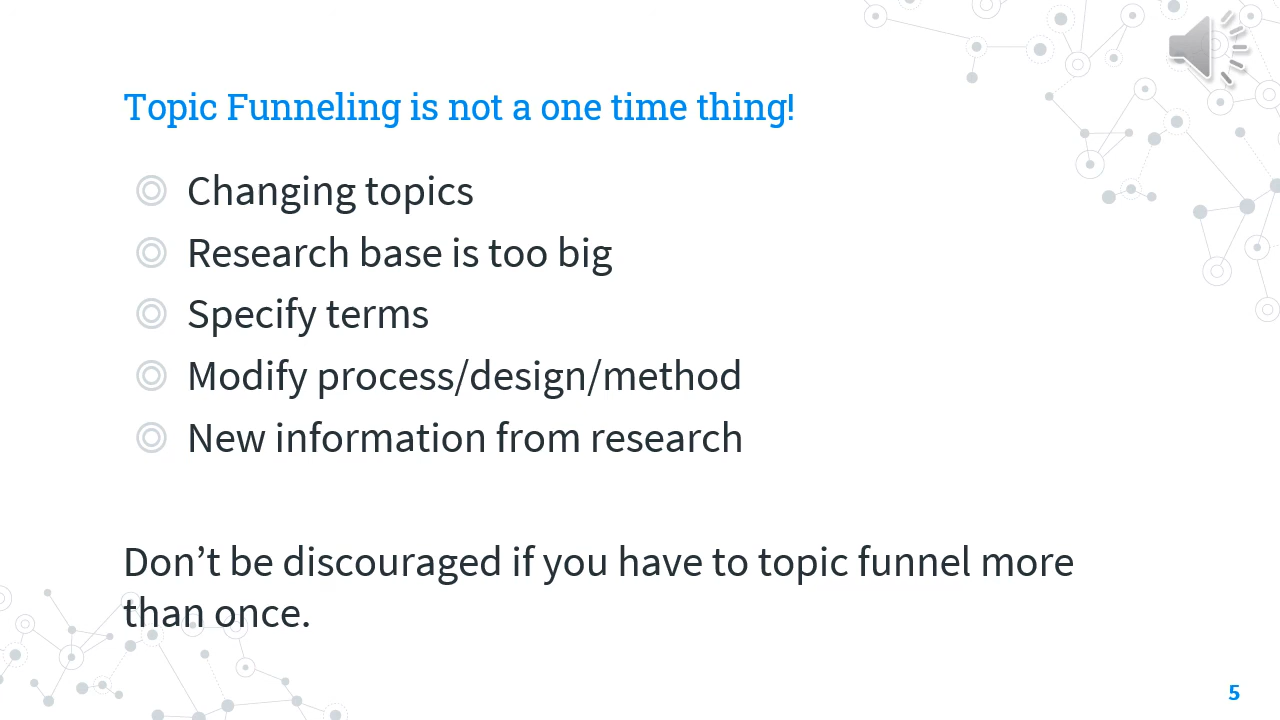 Topic Funneling is not a one time thing!
Changing topics
Research base is too big
Specify terms
Modify process/design/method
New information from research
Don’t be discouraged if you have to topic funnel more
than once.
5